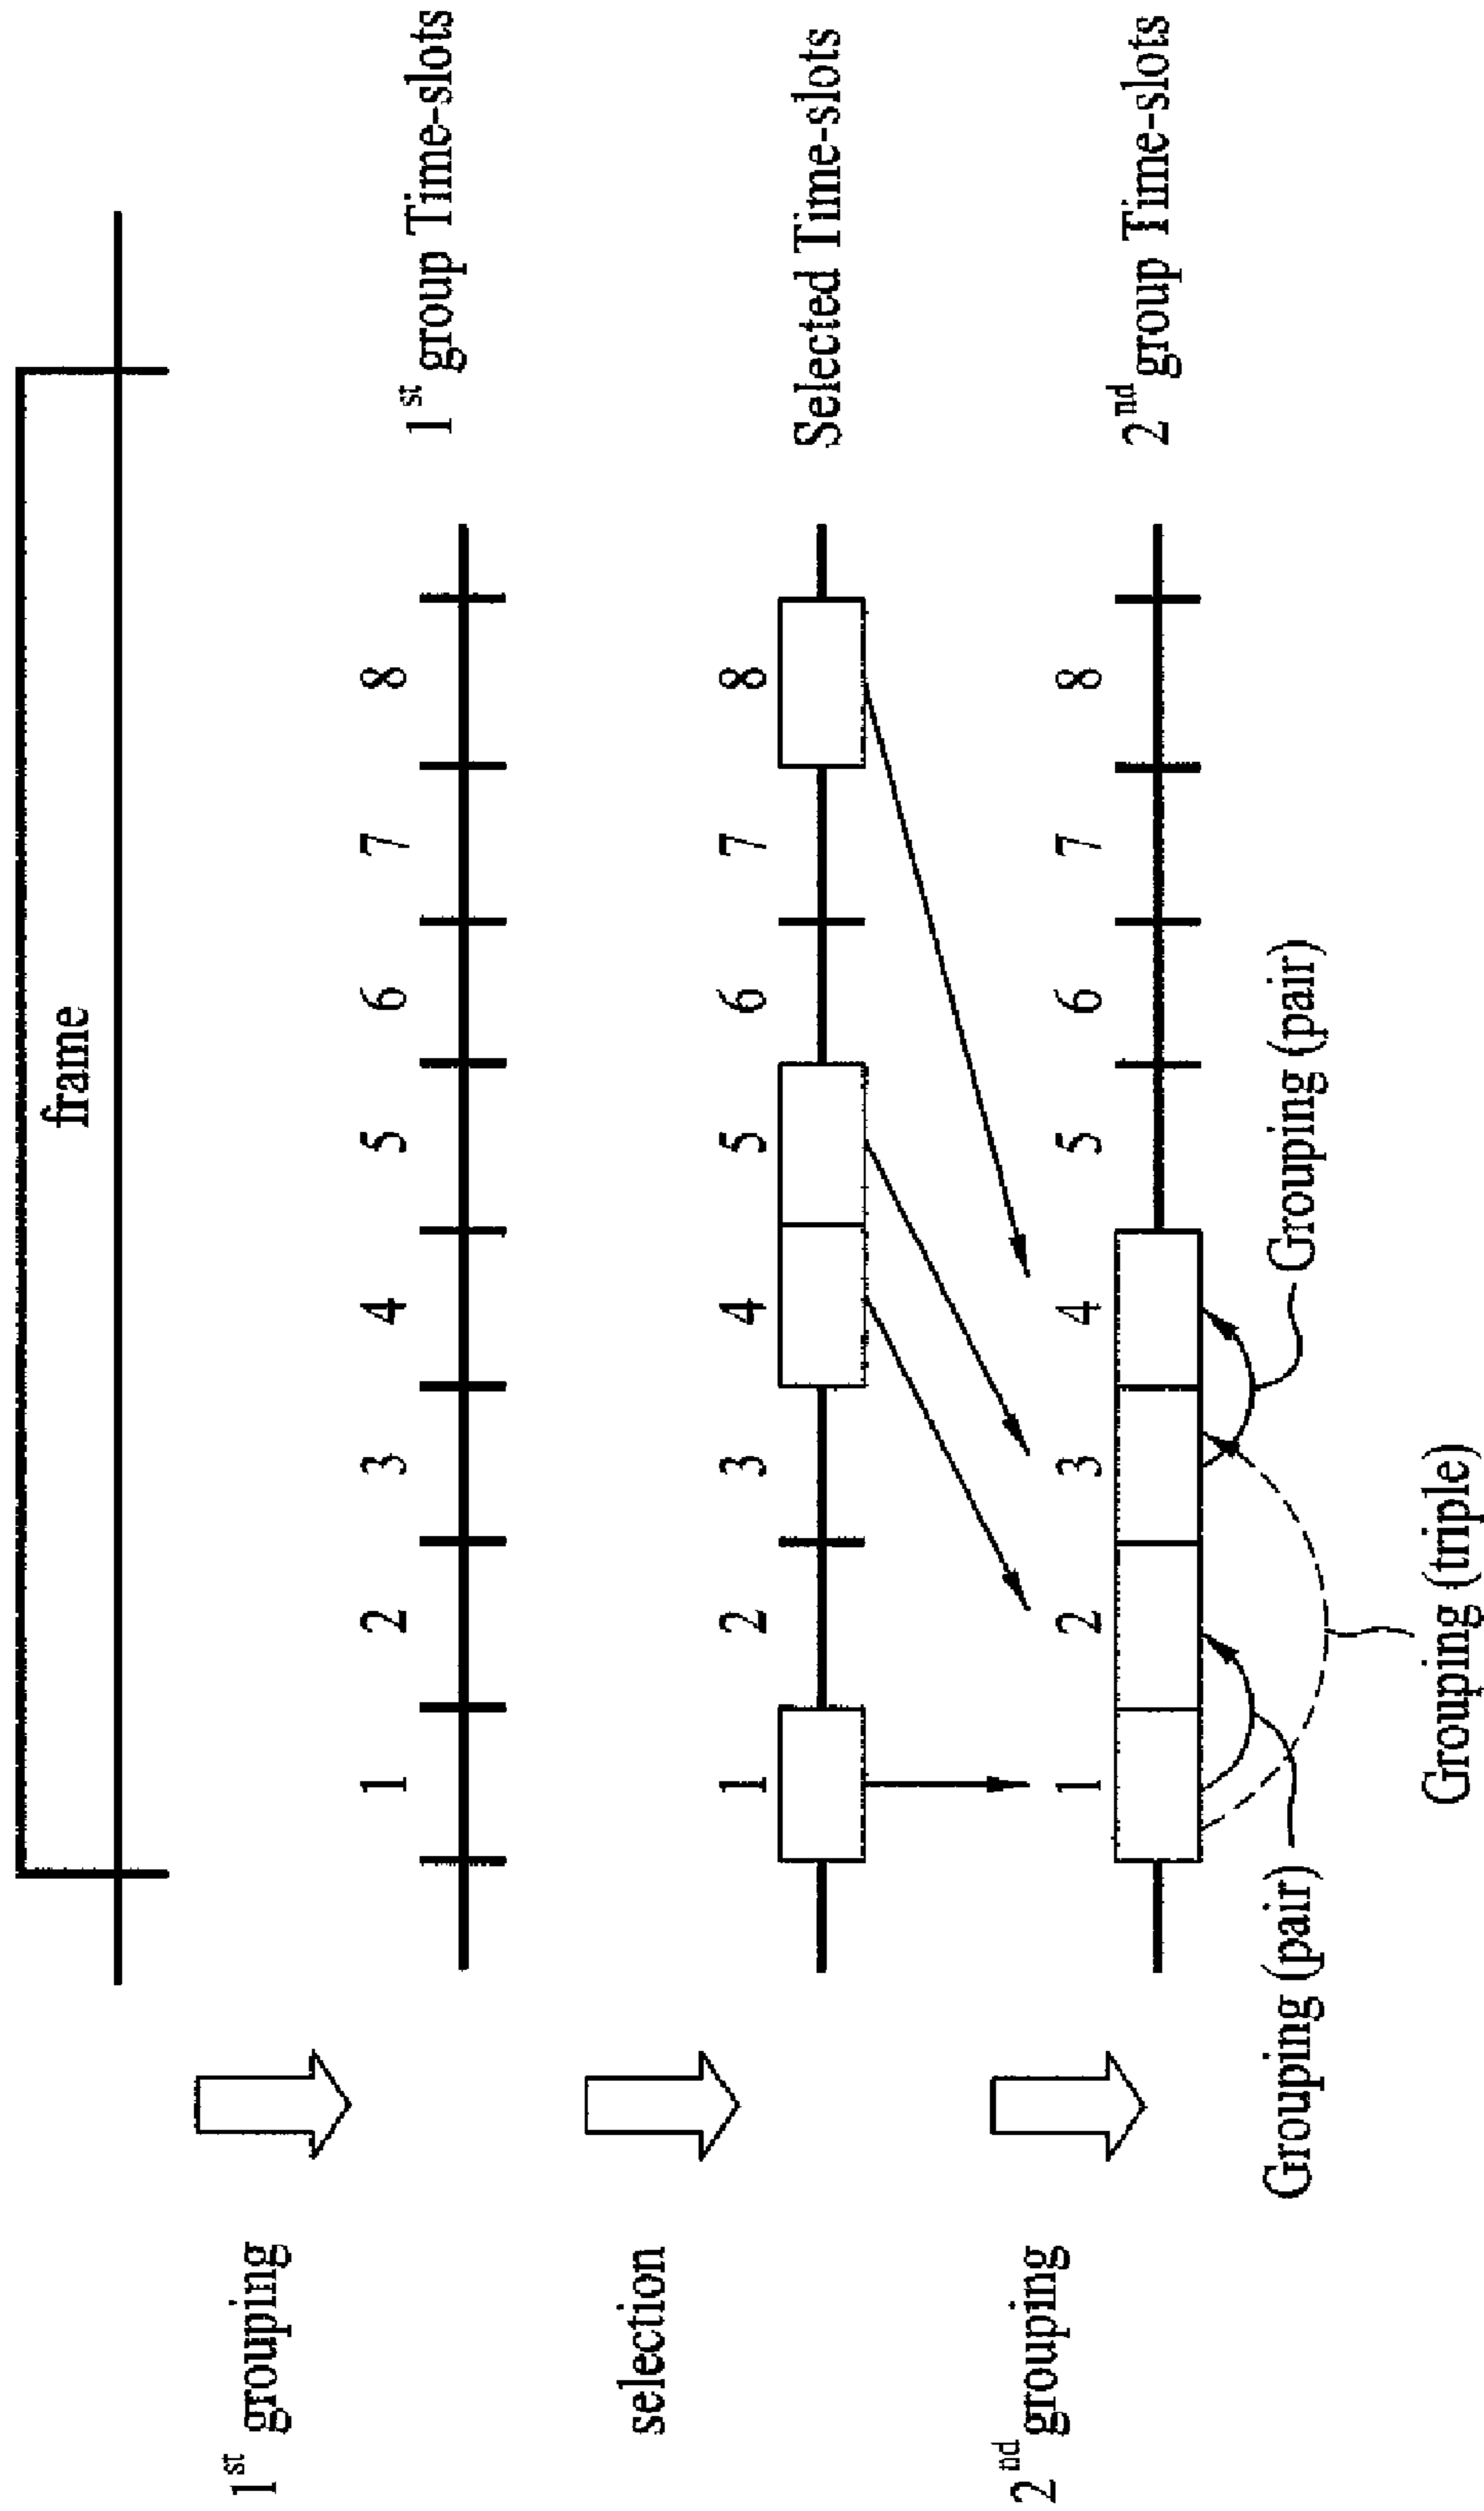 frame
1st grouping
1 2 3 4 5 6 7 8
1st group Time-slots
selection
1 2 3 4 5 6 7 8
Selected Time-slots
2nd grouping
1 2 3 4 5 6 7 8
2nd group Time-slots
Grouping (pair)
Grouping (pair)
Grouping (triple)